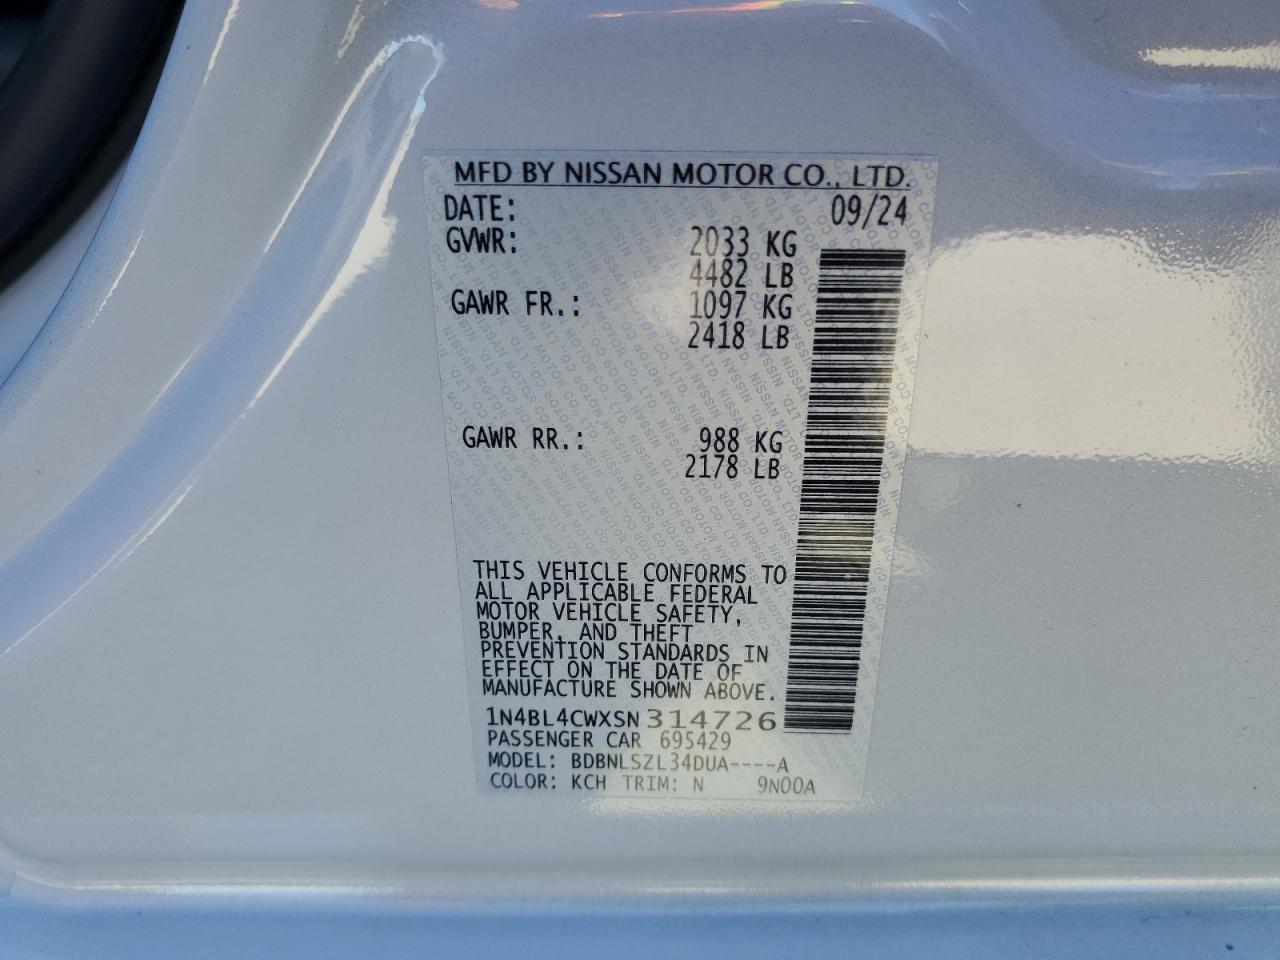 MFD BY NISSAN MOTOR CO., LTD.
DATE: 09/24
GVWR: 2033 KG
4482 LB
GAWR FR.: 1097 KG
2418 LB
GAWR RR.: 988 KG
2178 LB
THIS VEHICLE CONFORMS TO
ALL APPLICABLE FEDERAL
MOTOR VEHICLE SAFETY,
BUMPER, AND THEFT
PREVENTION STANDARDS IN
EFFECT ON THE DATE OF
MANUFACTURE SHOWN ABOVE.
1N4BL4CWXSN314726
PASSENGER CAR 695429
MODEL: BDBNLSZL34DUA----A
COLOR: KCH TRIM: N 9N00A